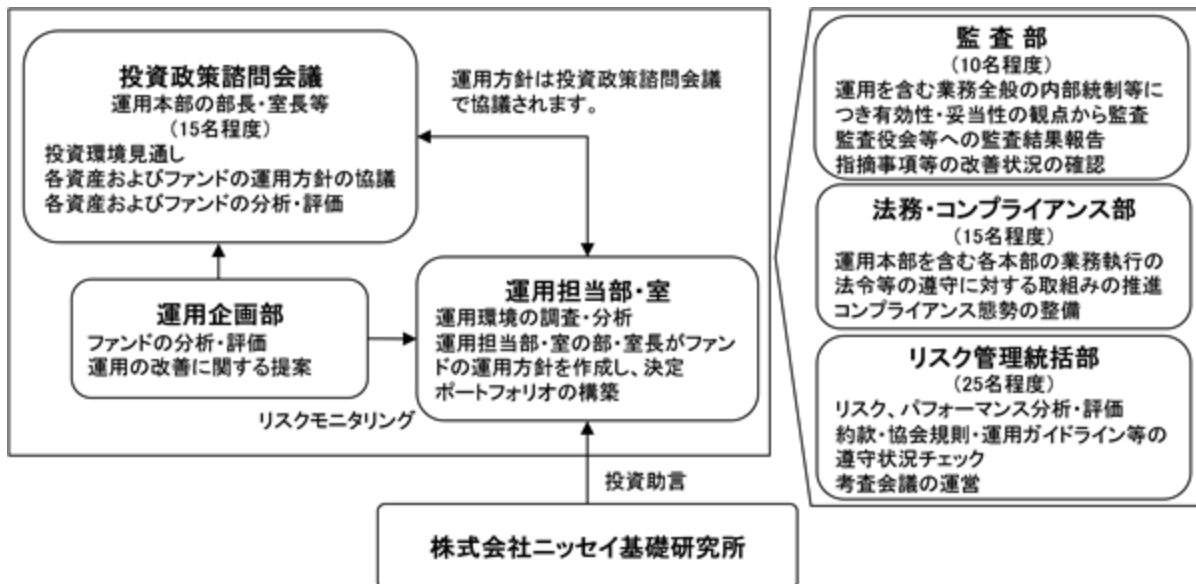 投資政策諮問会議
運用本部の部長・室長等
(15名程度)
投資環境見通し
各資産およびファンドの運用方針の協議
各資産およびファンドの分析・評価
運用方針は投資政策諮問会議
で協議されます。
運用企画部
ファンドの分析・評価
運用の改善に関する提案
リスクモニタリング
運用担当部・室
運用環境の調査・分析
運用担当部・室の部・室長がファン
ドの運用方針を作成し、決定
ポートフォリオの構築
投資助言
株式会社ニッセイ基礎研究所
監査部
(10名程度)
運用を含む業務全般の内部統制等に
つき有効性・妥当性の観点から監査
監査役会等への監査結果報告
指摘事項等の改善状況の確認
法務・コンプライアンス部
(15名程度)
運用本部を含む各本部の業務執行の
法令等の遵守に対する取組みの推進
コンプライアンス態勢の整備
リスク管理統括部
(25名程度)
リスク、パフォーマンス分析・評価
約款・協会規則・運用ガイドライン等の
遵守状況チェック
考査会議の運営